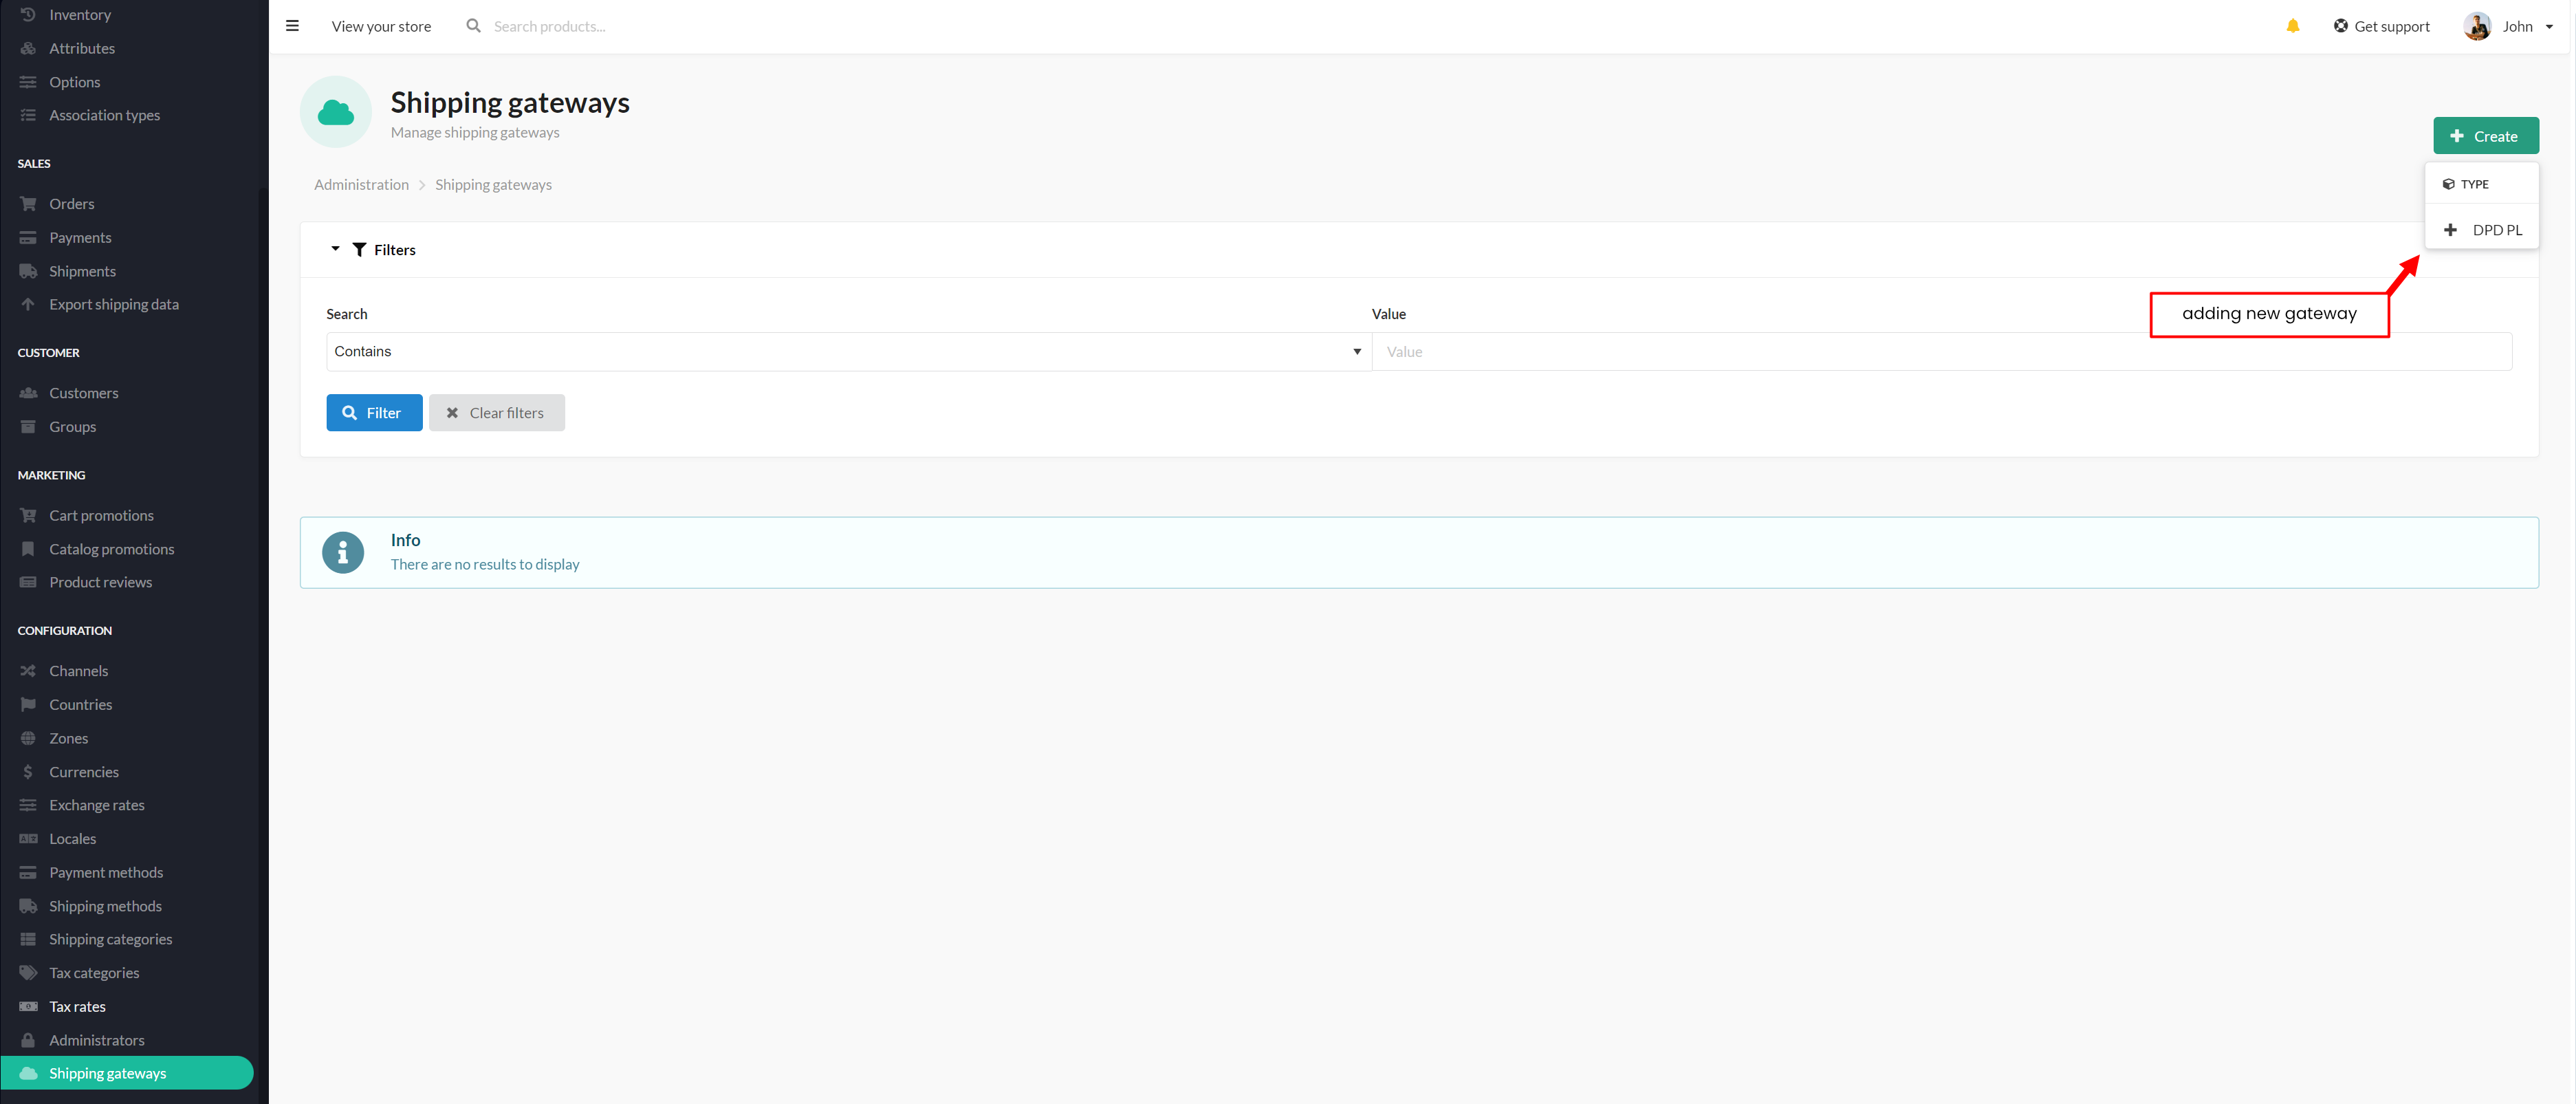 Inventory
Attributes
Options
Association types
SALES
Orders
Payments
Shipments
Export shipping data
CUSTOMER
Customers
Groups
MARKETING
Cart promotions
Catalog promotions
Product reviews
CONFIGURATION
Channels
Countries
Zones
Currencies
Exchange rates
Locales
Payment methods
Shipping methods
Shipping categories
Tax categories
Tax rates
Administrators
Shipping gateways
View your store
Search products...
Get support
John
Shipping gateways
Manage shipping gateways
Create
Administration
Shipping gateways
TYPE
DPD PL
Filters
adding new gateway
Search
Value
Contains
Value
Filter
Clear filters
Info
There are no results to display